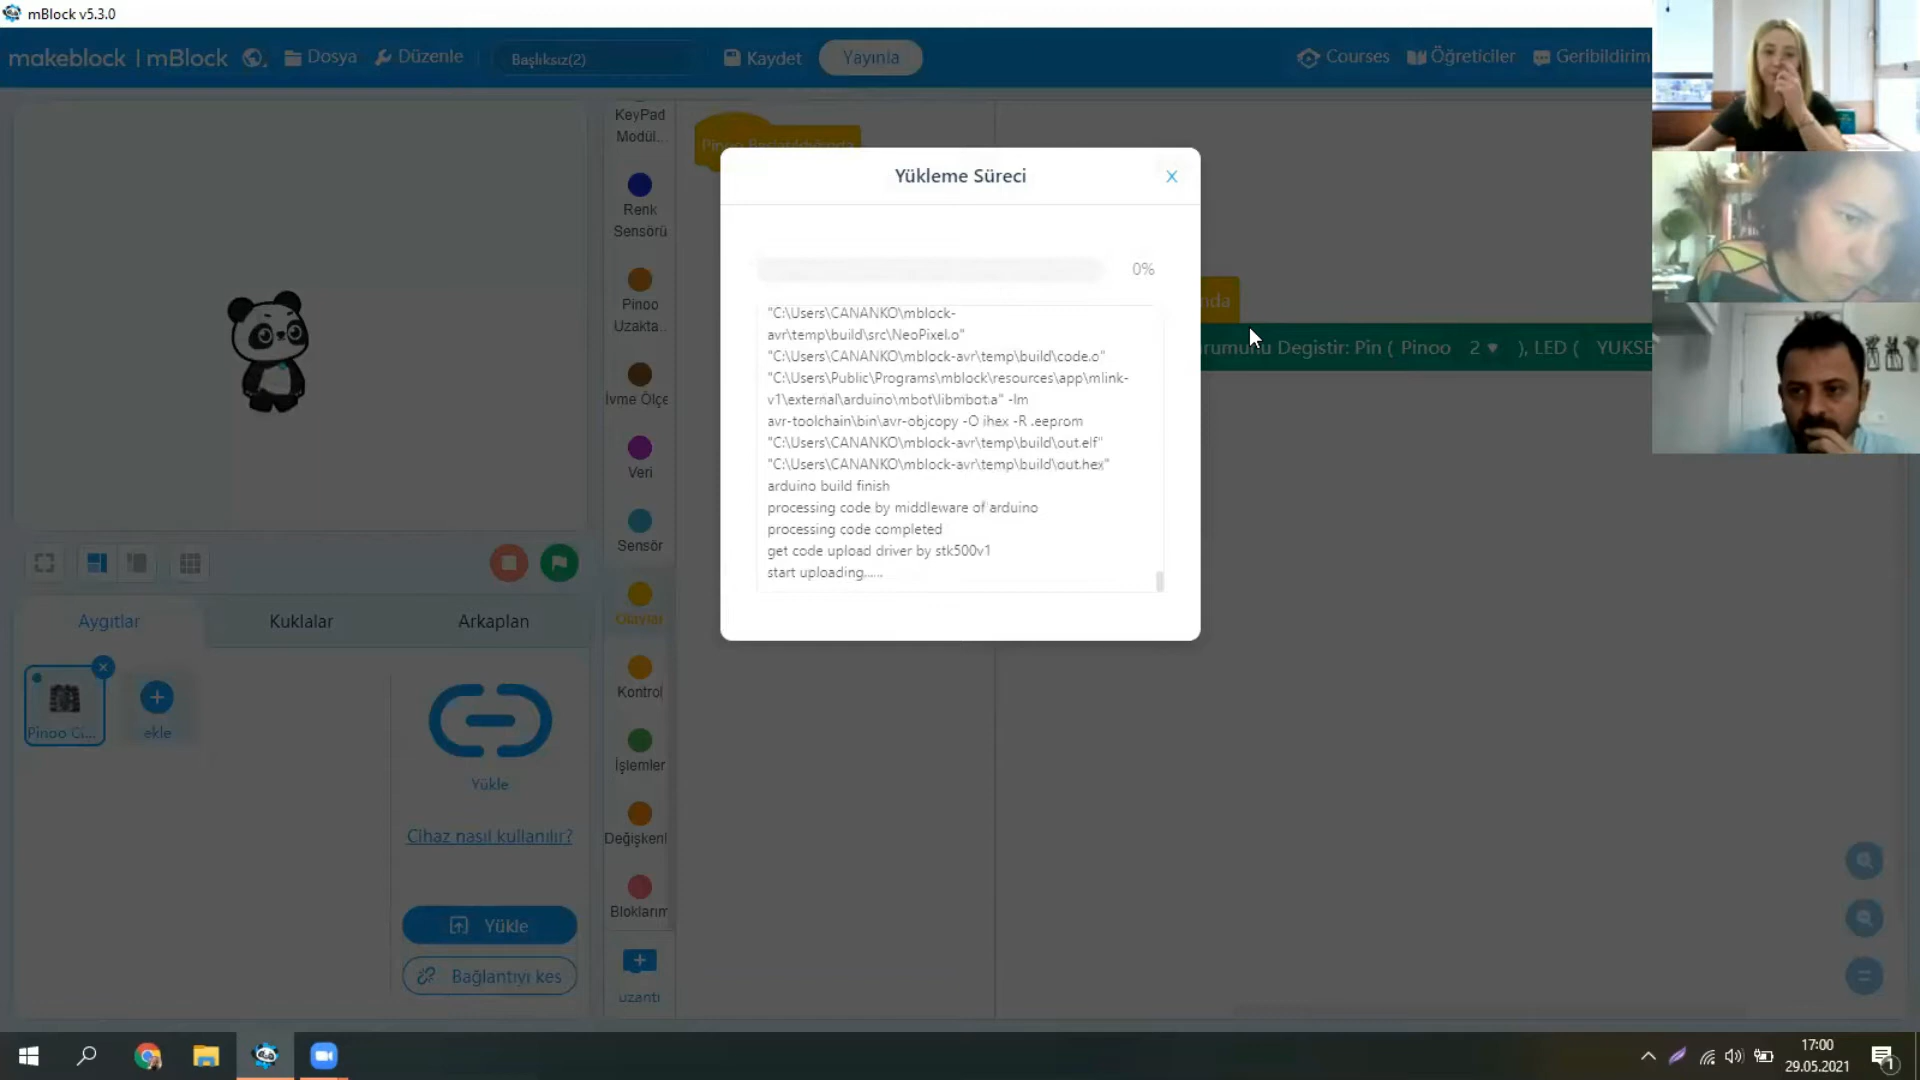 mBlock v5.3.0
makeblock | mBlock
Dosya
Düzenle
Başlıksız(2)
Kaydet
Yayınla
Courses
Öğreticiler
Geribildirim
KeyPad
Modül...
Renk
Sensörü
Pinoo
Uzakta...
İvme Ölçe
Veri
Sensör
Olaylar
Kontrol
İşlemler
Değişkenl
Bloklarım
uzantı
Pinoo Başlatıldığında
nda
rumunu Degistir: Pin ( Pinoo 2 ▾ ), LED ( YUKSE
Yükleme Süreci
x
0%
"C:\Users\CANANKO\mblock-
avr\temp\build\src\NeoPixel.o"
"C:\Users\CANANKO\mblock-avr\temp\build\code.o"
"C:\Users\Public\Programs\mblock\resources\app\mlink-
v1\external\arduino\mbot\libmbot.a" -lm
avr-toolchain\bin\avr-objcopy -O ihex -R .eeprom
"C:\Users\CANANKO\mblock-avr\temp\build\out.elf"
"C:\Users\CANANKO\mblock-avr\temp\build\out.hex"
arduino build finish
processing code by middleware of arduino
processing code completed
get code upload driver by stk500v1
start uploading......
Aygıtlar
Kuklalar
Arkaplan
Pinoo Ci...
ekle
Yükle
Cihaz nasıl kullanılır?
Yükle
Bağlantıyı kes
17:00
29.05.2021
1